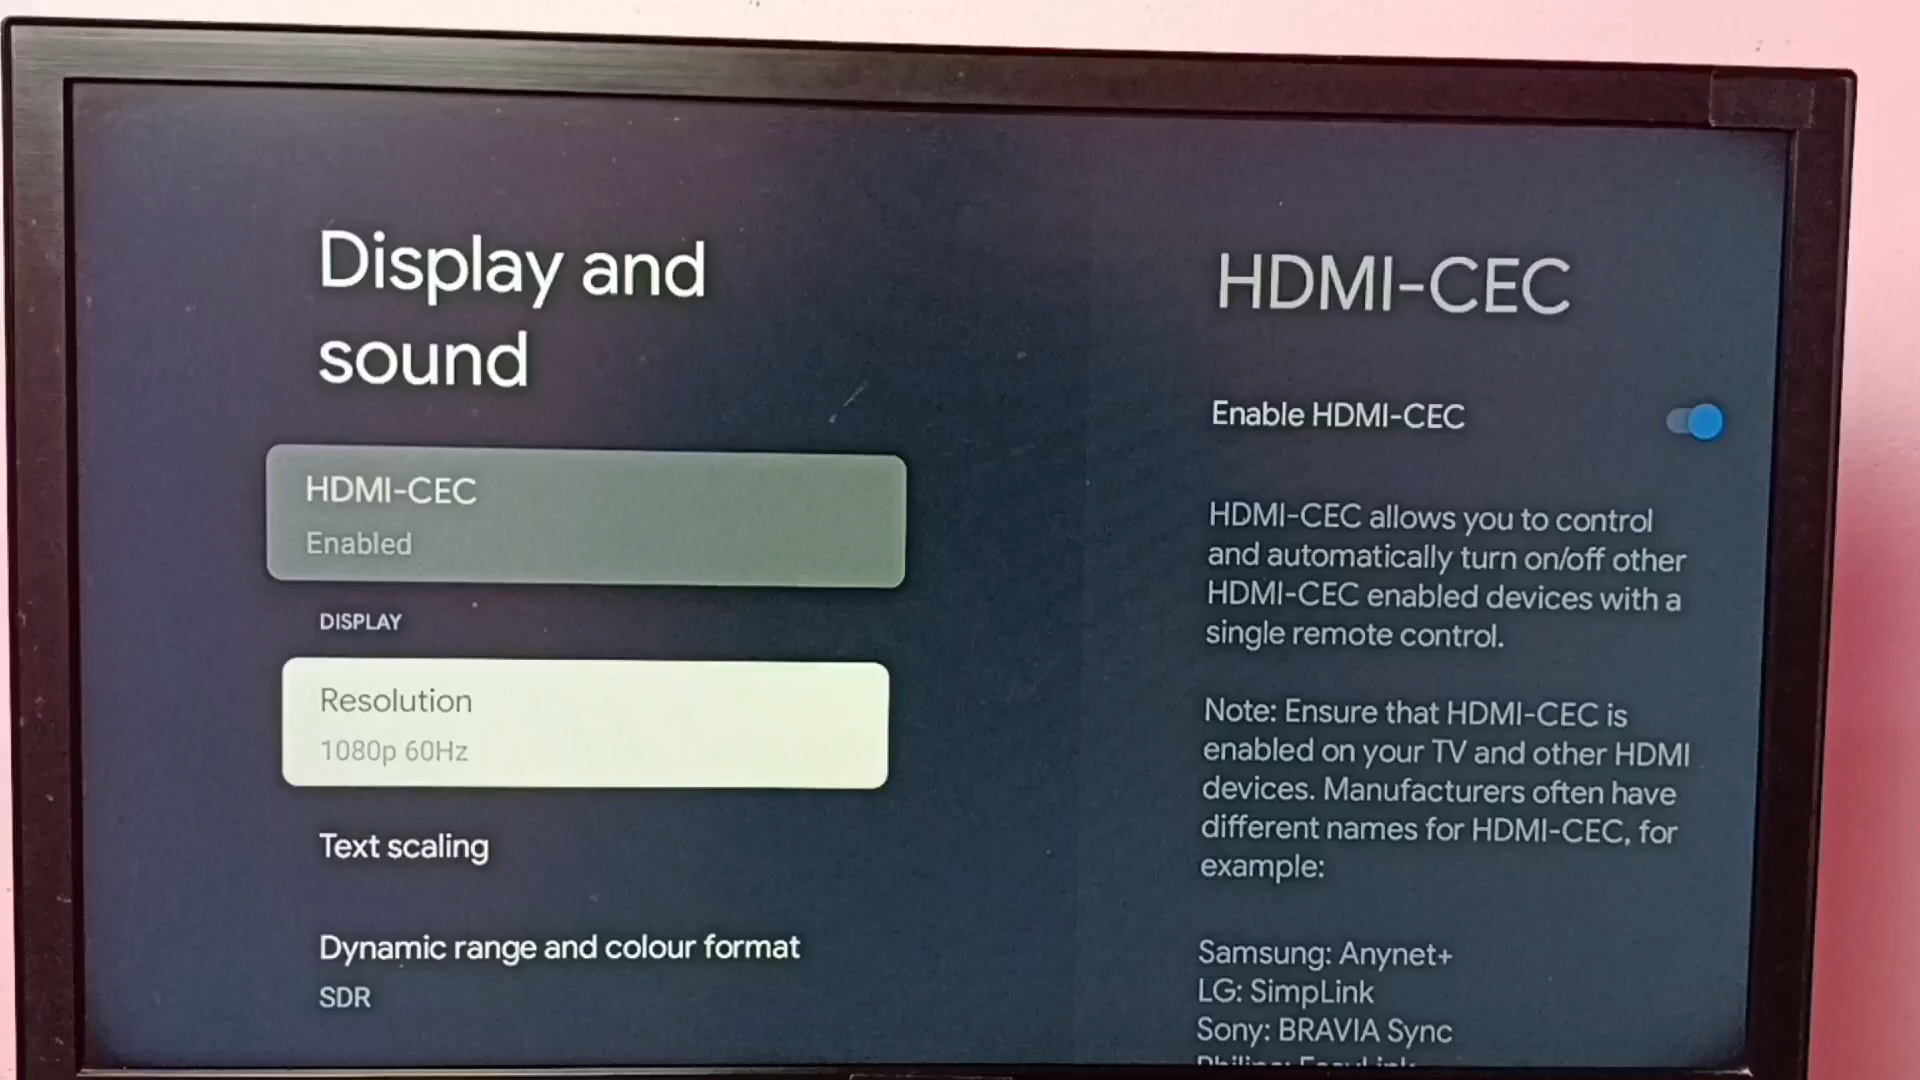 Display and
sound
HDMI-CEC
Enabled
DISPLAY
Resolution
1080p 60Hz
Text scaling
Dynamic range and colour format
SDR
HDMI-CEC
Enable HDMI-CEC
HDMI-CEC allows you to control
and automatically turn on/off other
HDMI-CEC enabled devices with a
single remote control.
Note: Ensure that HDMI-CEC is
enabled on your TV and other HDMI
devices. Manufacturers often have
different names for HDMI-CEC, for
example:
Samsung: Anynet+
LG: SimpLink
Sony: BRAVIA Sync
Philips: EasyLink